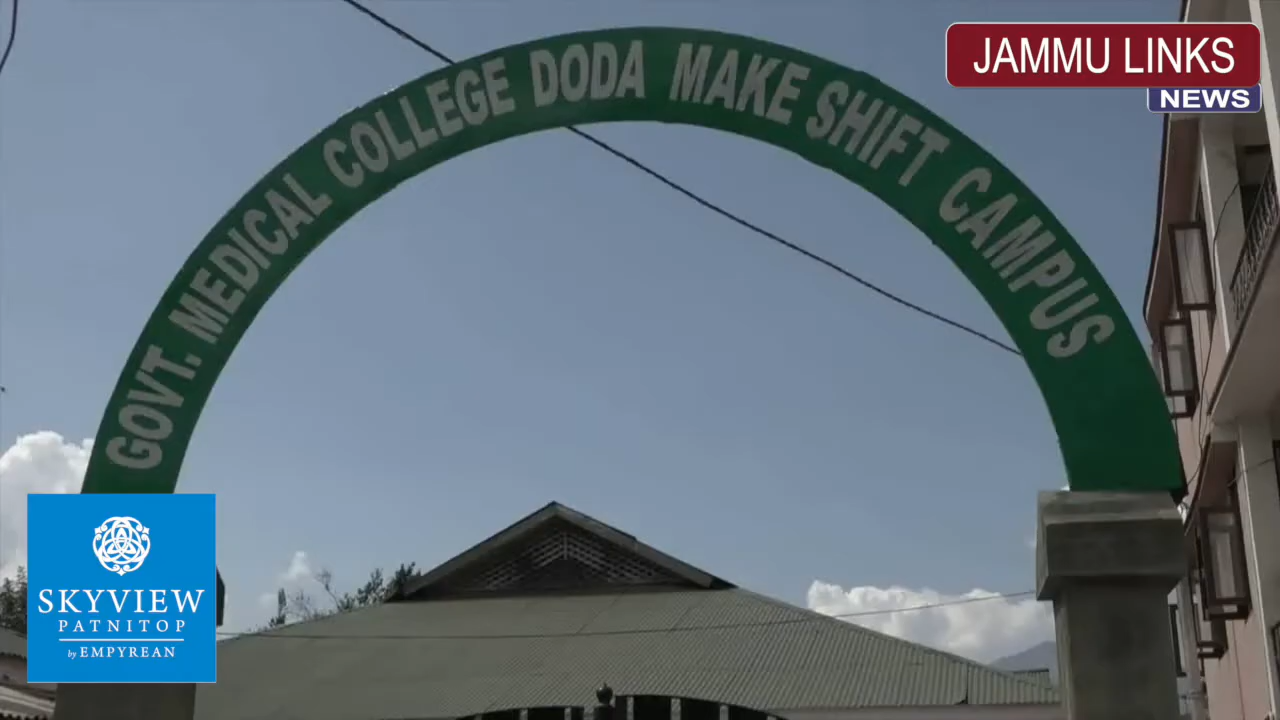 JAMMU LINKS
NEWS
GOVT. MEDICAL COLLEGE DODA MAKE SHIFT CAMPUS
SKYVIEW
PATNITOP
by EMPYREAN